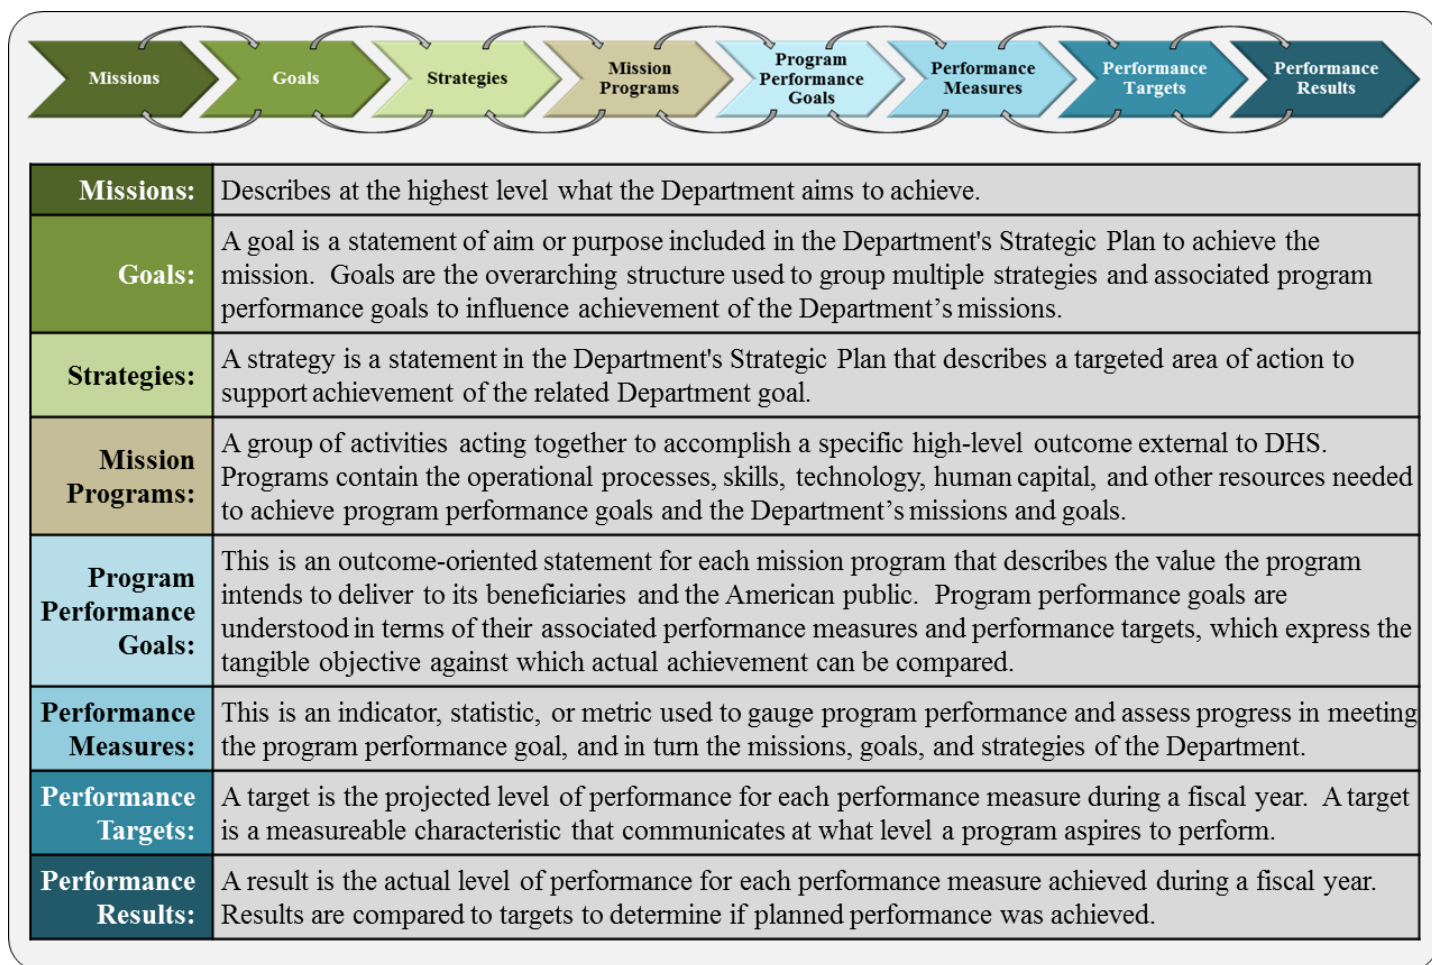 Missions
Goals
Strategies
Mission
Programs
Program
Performance
Goals
Performance
Measures
Performance
Targets
Performance
Results
Missions:
Describes at the highest level what the Department aims to achieve.
Goals:
A goal is a statement of aim or purpose included in the Department's Strategic Plan to achieve the
mission.  Goals are the overarching structure used to group multiple strategies and associated program
performance goals to influence achievement of the Department’s missions.
Strategies:
A strategy is a statement in the Department's Strategic Plan that describes a targeted area of action to
support achievement of the related Department goal.
Mission
Programs:
A group of activities acting together to accomplish a specific high-level outcome external to DHS.
Programs contain the operational processes, skills, technology, human capital, and other resources needed
to achieve program performance goals and the Department’s missions and goals.
Program
Performance
Goals:
This is an outcome-oriented statement for each mission program that describes the value the program
intends to deliver to its beneficiaries and the American public.  Program performance goals are
understood in terms of their associated performance measures and performance targets, which express the
tangible objective against which actual achievement can be compared.
Performance
Measures:
This is an indicator, statistic, or metric used to gauge program performance and assess progress in meeting
the program performance goal, and in turn the missions, goals, and strategies of the Department.
Performance
Targets:
A target is the projected level of performance for each performance measure during a fiscal year.  A target
is a measureable characteristic that communicates at what level a program aspires to perform.
Performance
Results:
A result is the actual level of performance for each performance measure achieved during a fiscal year.
Results are compared to targets to determine if planned performance was achieved.